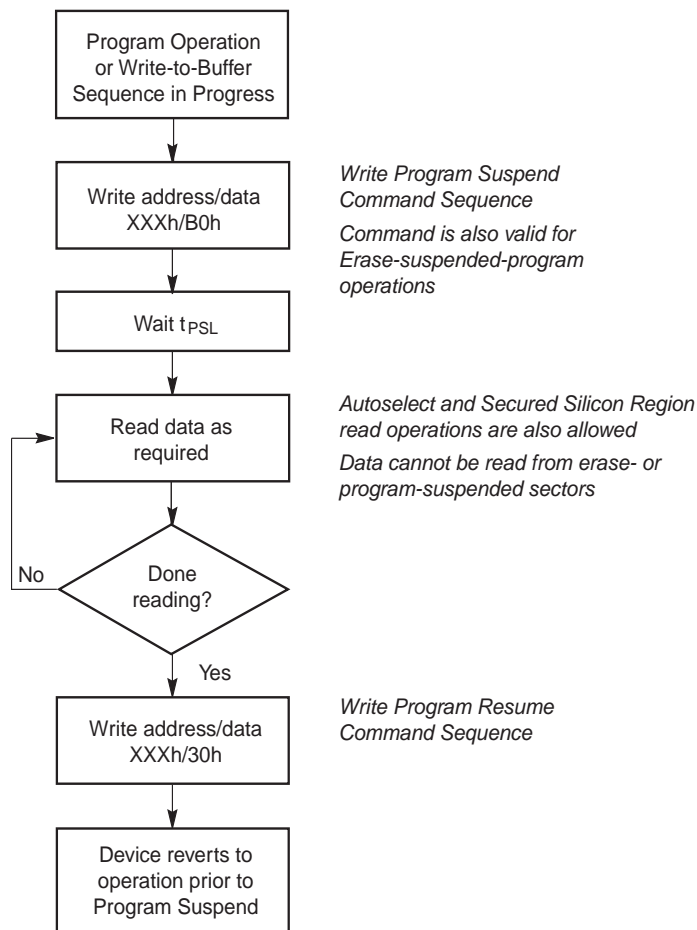 Program Operation
or Write-to-Buffer
Sequence in Progress
Write address/data
XXXh/B0h
Write Program Suspend
Command Sequence
Command is also valid for
Erase-suspended-program
operations
Wait tPSL
Read data as
required
Autoselect and Secured Silicon Region
read operations are also allowed
Data cannot be read from erase- or
program-suspended sectors
No
Done
reading?
Yes
Write address/data
XXXh/30h
Write Program Resume
Command Sequence
Device reverts to
operation prior to
Program Suspend